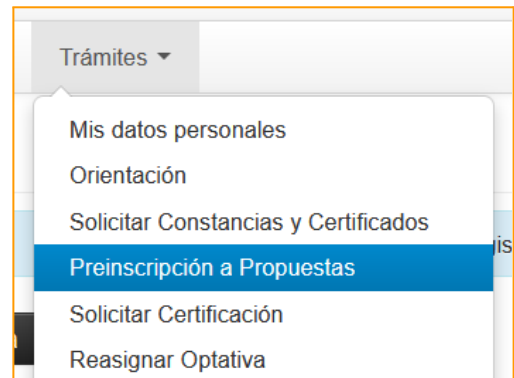 Trámites
Mis datos personales
Orientación
Solicitar Constancias y Certificados
Preinscripción a Propuestas
Solicitar Certificación
Reasignar Optativa